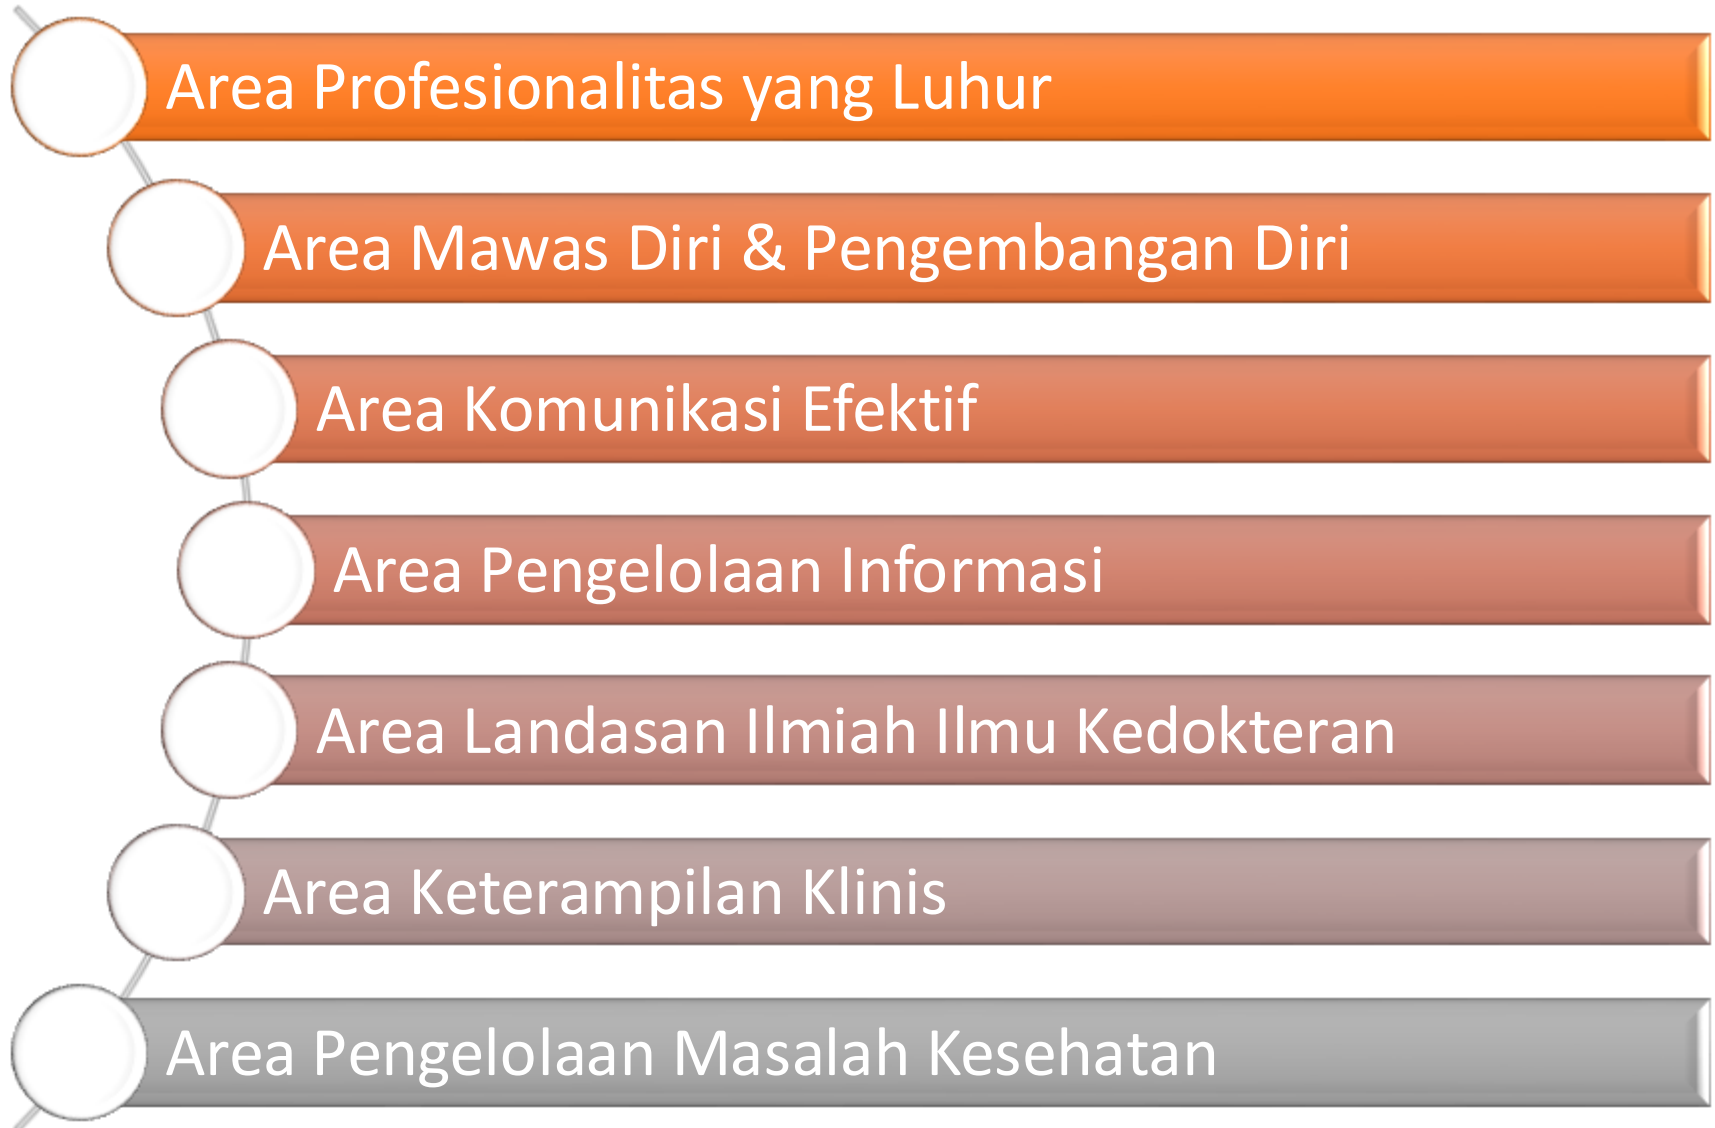 Area Profesionalitas yang Luhur
Area Mawas Diri & Pengembangan Diri
Area Komunikasi Efektif
Area Pengelolaan Informasi
Area Landasan Ilmiah Ilmu Kedokteran
Area Keterampilan Klinis
Area Pengelolaan Masalah Kesehatan